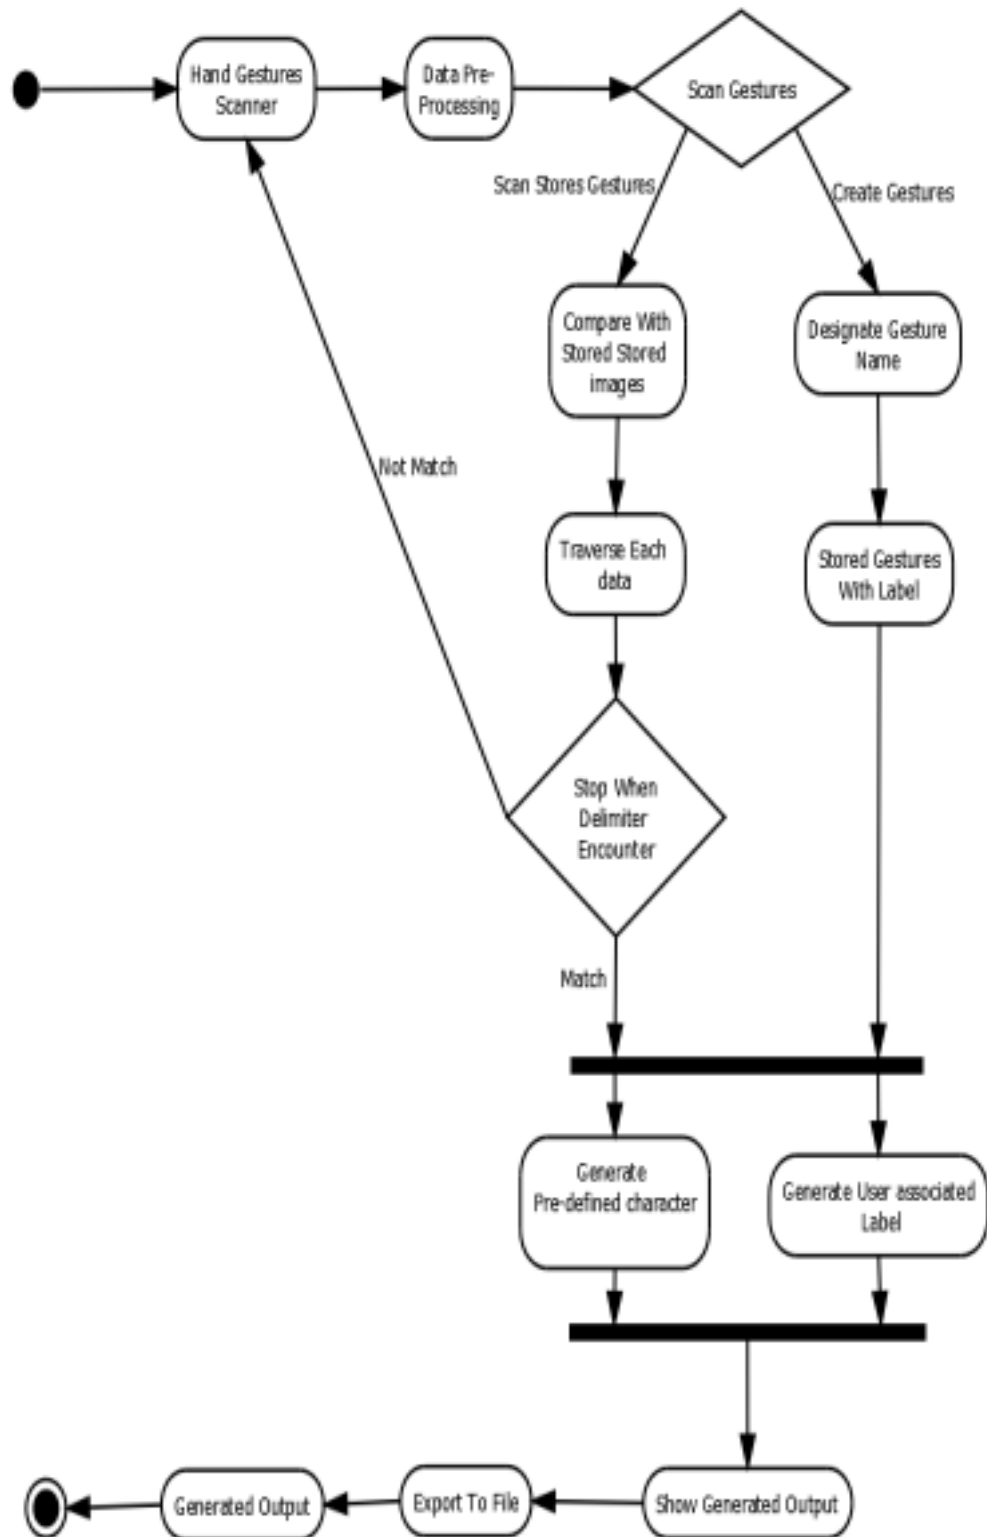 Hand Gestures
Scanner
Data Pre-
Processing
Scan Gestures
Scan Stores Gestures
Create Gestures
Compare With
Stored Stored
images
Designate Gesture
Name
Not Match
Traverse Each
data
Stored Gestures
With Label
Stop When
Delimiter
Encounter
Match
Generate
Pre-defined character
Generate User associated
Label
Generated Output
Export To File
Show Generated Output